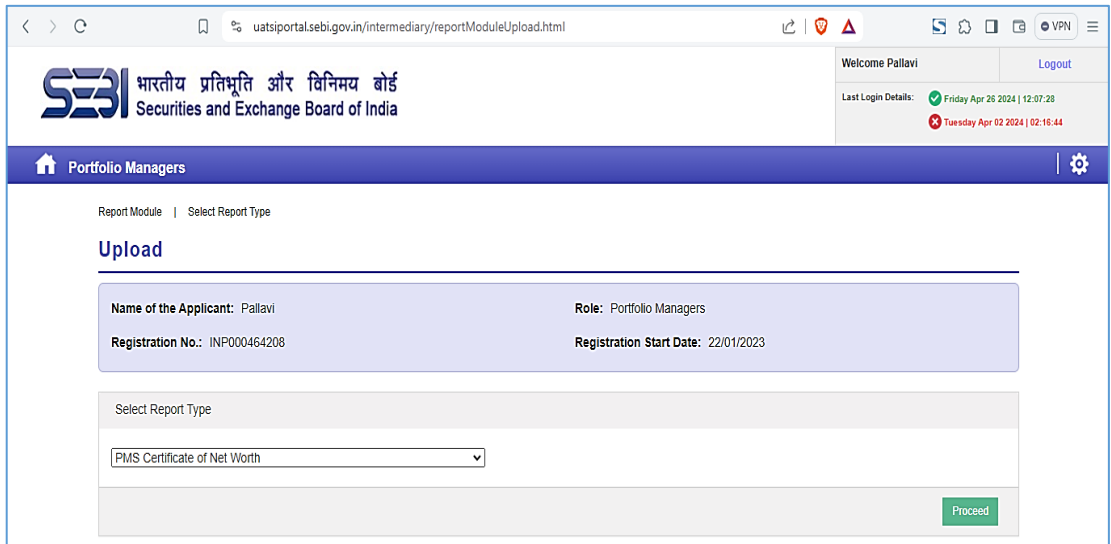 uatsiportal.sebi.gov.in/intermediary/reportModuleUpload.html
VPN
SEBI
भारतीय प्रतिभूति और विनिमय बोर्ड
Securities and Exchange Board of India
Welcome Pallavi
Logout
Last Login Details:
Friday Apr 26 2024 | 12:07:28
Tuesday Apr 02 2024 | 02:16:44
Portfolio Managers
Report Module | Select Report Type
Upload
Name of the Applicant: Pallavi
Role: Portfolio Managers
Registration No.: INP000464208
Registration Start Date: 22/01/2023
Select Report Type
PMS Certificate of Net Worth
Proceed